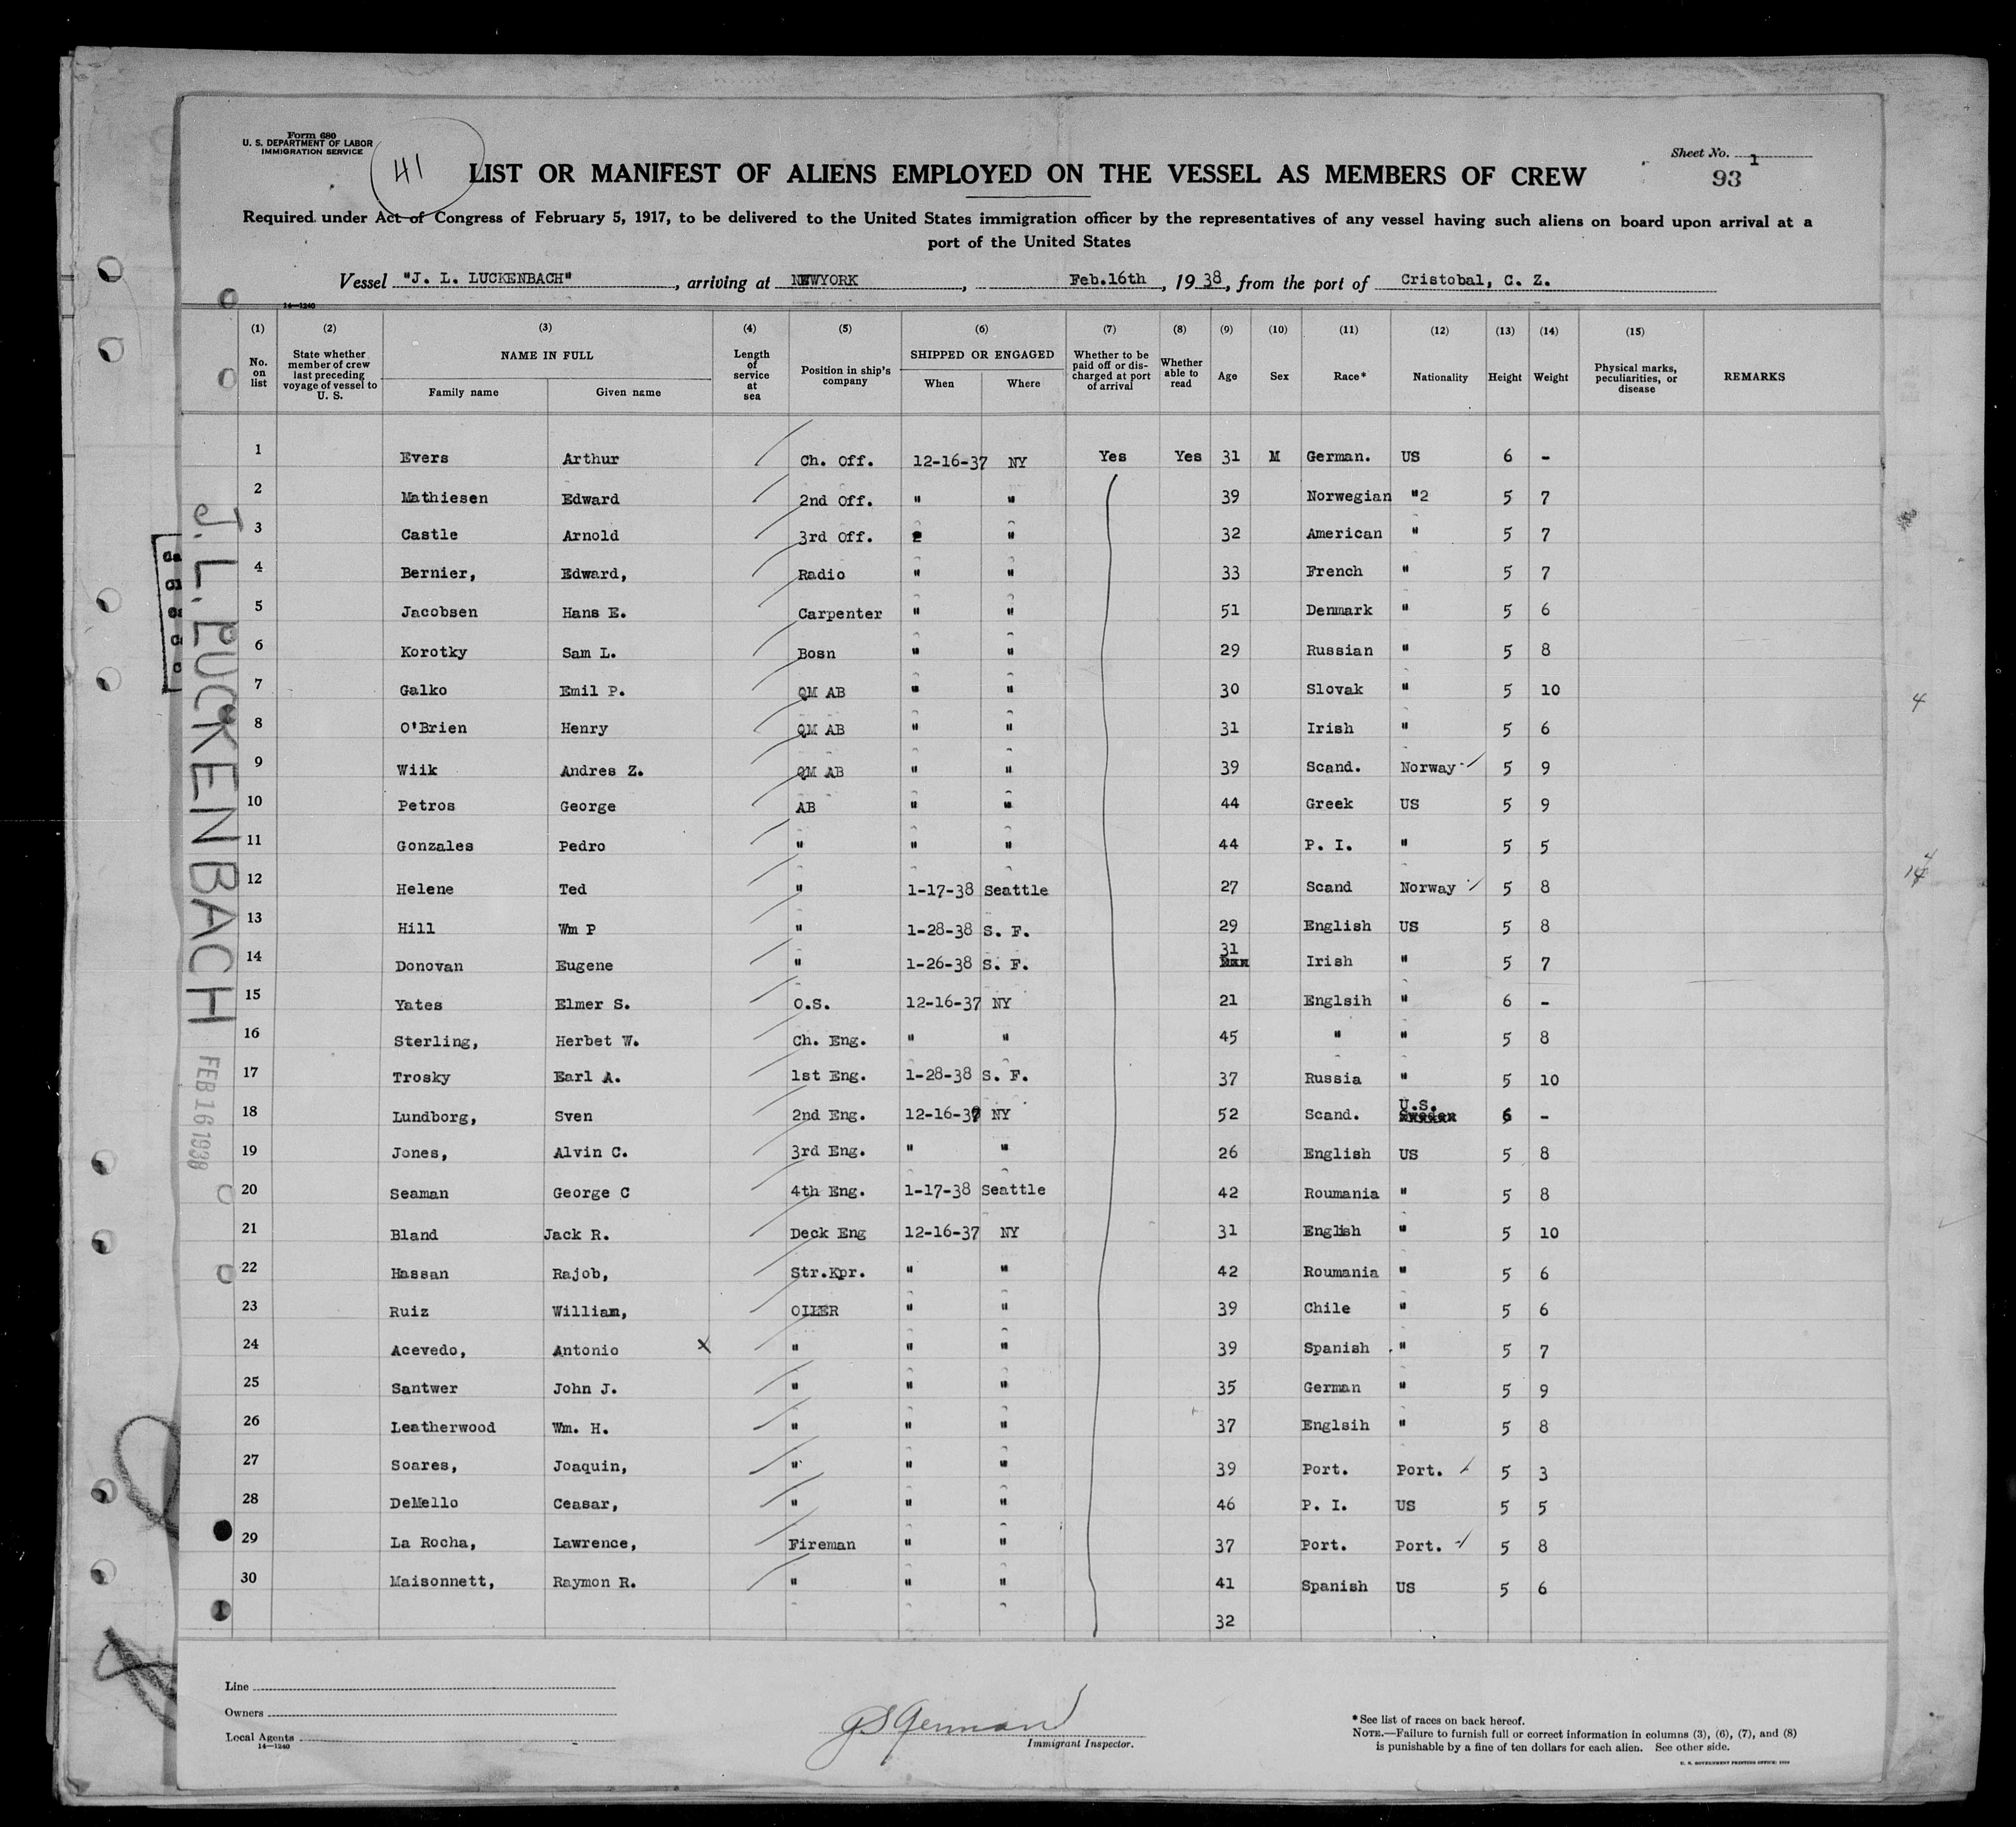 Form 680
U. S. DEPARTMENT OF LABOR
IMMIGRATION SERVICE
41
LIST OR MANIFEST OF ALIENS EMPLOYED ON THE VESSEL AS MEMBERS OF CREW
Sheet No. 1
93
Required under Act of Congress of February 5, 1917, to be delivered to the United States immigration officer by the representatives of any vessel having such aliens on board upon arrival at a
port of the United States
Vessel "J. L. LUCKENBACH", arriving at NEWYORK, Feb.16th, 1938, from the port of Cristobal, C. Z.
14—1240
(1) (2) (3) (4) (5) (6) (7) (8) (9) (10) (11) (12) (13) (14) (15)
No. on list State whether member of crew last preceding voyage of vessel to U. S. NAME IN FULL Family name Given name Length of service at sea Position in ship's company SHIPPED OR ENGAGED When Where Whether to be paid off or discharged at port of arrival Whether able to read Age Sex Race* Nationality Height Weight Physical marks, peculiarities, or disease REMARKS
1 Evers Arthur Ch. Off. 12-16-37 NY Yes Yes 31 M German. US 6 -
2 Mathiesen Edward 2nd Off. " " 39 Norwegian "2 5 7
3 Castle Arnold 3rd Off. " 32 American " 5 7
4 Bernier, Edward, Radio " " 33 French " 5 7
5 Jacobsen Hans E. Carpenter " " 51 Denmark " 5 6
6 Korotky Sam L. Bosn " " 29 Russian " 5 8
7 Galko Emil P. QM AB " " 30 Slovak " 5 10
8 O'Brien Henry QM AB " " 31 Irish " 5 6
9 Wiik Andres Z. QM AB " " 39 Scand. Norway 5 9
10 Petros George AB " " 44 Greek US 5 9
11 Gonzales Pedro " " " 44 P. I. " 5 5
12 Helene Ted " 1-17-38 Seattle 27 Scand Norway 5 8
13 Hill Wm P " 1-28-38 S. F. 29 English US 5 8
14 Donovan Eugene " 1-26-38 S. F. 31 Irish " 5 7
15 Yates Elmer S. O.S. 12-16-37 NY 21 Englsih " 6 -
16 Sterling, Herbet W. Ch. Eng. " " 45 " " 5 8
17 Trosky Earl A. 1st Eng. 1-28-38 S. F. 37 Russia " 5 10
18 Lundborg, Sven 2nd Eng. 12-16-37 NY 52 Scand. U.S. Sweden 6 -
19 Jones, Alvin C. 3rd Eng. " " 26 English US 5 8
20 Seaman George C 4th Eng. 1-17-38 Seattle 42 Roumania " 5 8
21 Bland Jack R. Deck Eng 12-16-37 NY 31 English " 5 10
22 Hassan Rajob, Str.Kpr. " " 42 Roumania " 5 6
23 Ruiz William, OILER " " 39 Chile " 5 6
24 Acevedo, Antonio X " " " 39 Spanish " 5 7
25 Santwer John J. " " " 35 German " 5 9
26 Leatherwood Wm. H. " " " 37 Englsih " 5 8
27 Soares, Joaquin, " " " 39 Port. Port. 5 3
28 DeMello Ceasar, " " " 46 P. I. US 5 5
29 La Rocha, Lawrence, Fireman " " 37 Port. Port. 5 8
30 Maisonnett, Raymon R. " " " 41 Spanish US 5 6
32
J. L. LUCKENBACH
FEB 16 1938
4
Line
Owners
Local Agents
14—1240
Immigrant Inspector.
*See list of races on back hereof.
NOTE.—Failure to furnish full or correct information in columns (3), (6), (7), and (8)
is punishable by a fine of ten dollars for each alien. See other side.